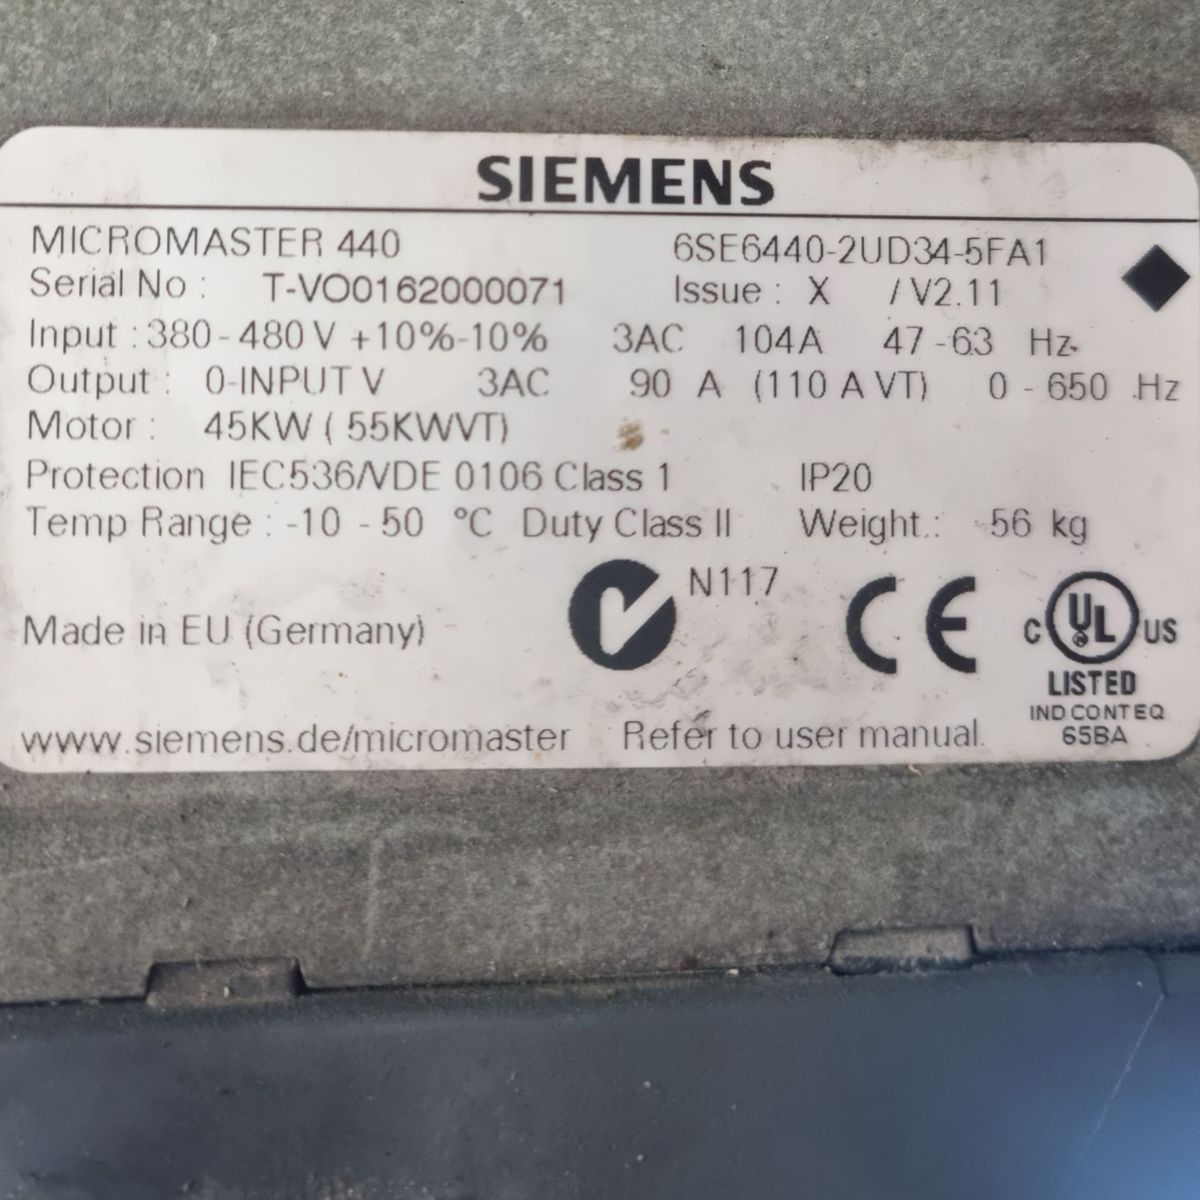 SIEMENS
MICROMASTER 440 6SE6440-2UD34-5FA1
Serial No : T-VO0162000071 Issue : X / V2.11
Input : 380 - 480 V +10%-10% 3AC 104A 47 - 63 Hz
Output : 0-INPUT V 3AC 90 A (110 A VT) 0 - 650 Hz
Motor : 45KW ( 55KWVT)
Protection IEC536/VDE 0106 Class 1 IP20
Temp Range : -10 - 50 °C Duty Class II Weight : 56 kg
N117
CE
Made in EU (Germany)
C UL US
LISTED
IND CONT EQ
65BA
www.siemens.de/micromaster Refer to user manual.